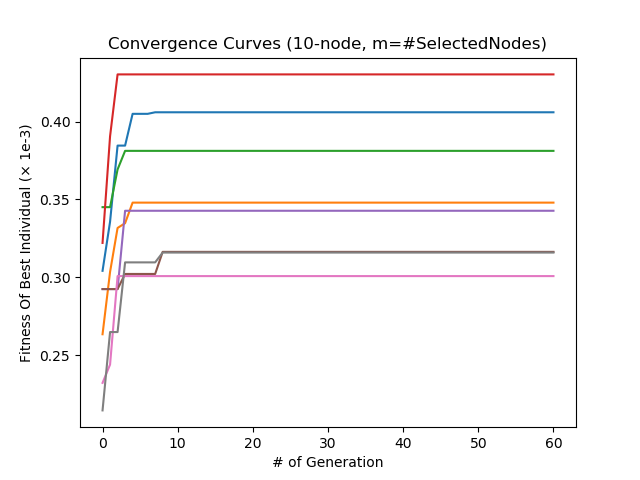 Convergence Curves (10-node, m=#SelectedNodes)
Fitness Of Best Individual (× 1e-3)
0.40
0.35
0.30
0.25
0 10 20 30 40 50 60
# of Generation